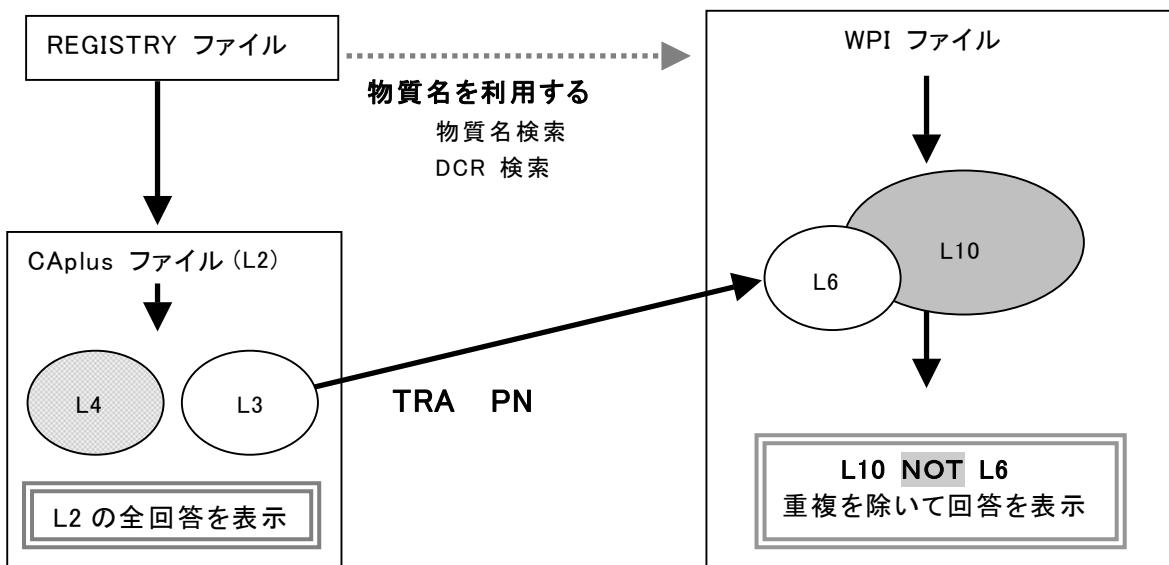 REGISTRY ファイル
物質名を利用する
物質名検索
DCR 検索
CAplus ファイル(L2)
L4
L3
L2 の全回答を表示
TRA PN
WPI ファイル
L10
L6
L10 NOT L6
重複を除いて回答を表示